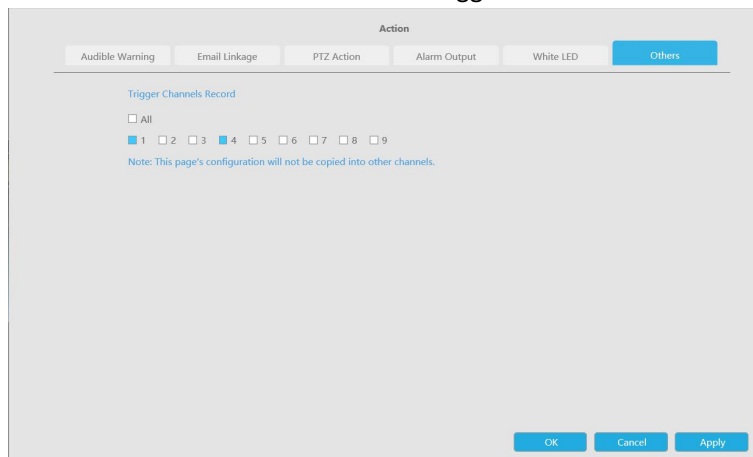 Action
Audible Warning Email Linkage PTZ Action Alarm Output White LED Others
Trigger Channels Record
All
1 2 3 4 5 6 7 8 9
Note: This page's configuration will not be copied into other channels.
OK Cancel Apply